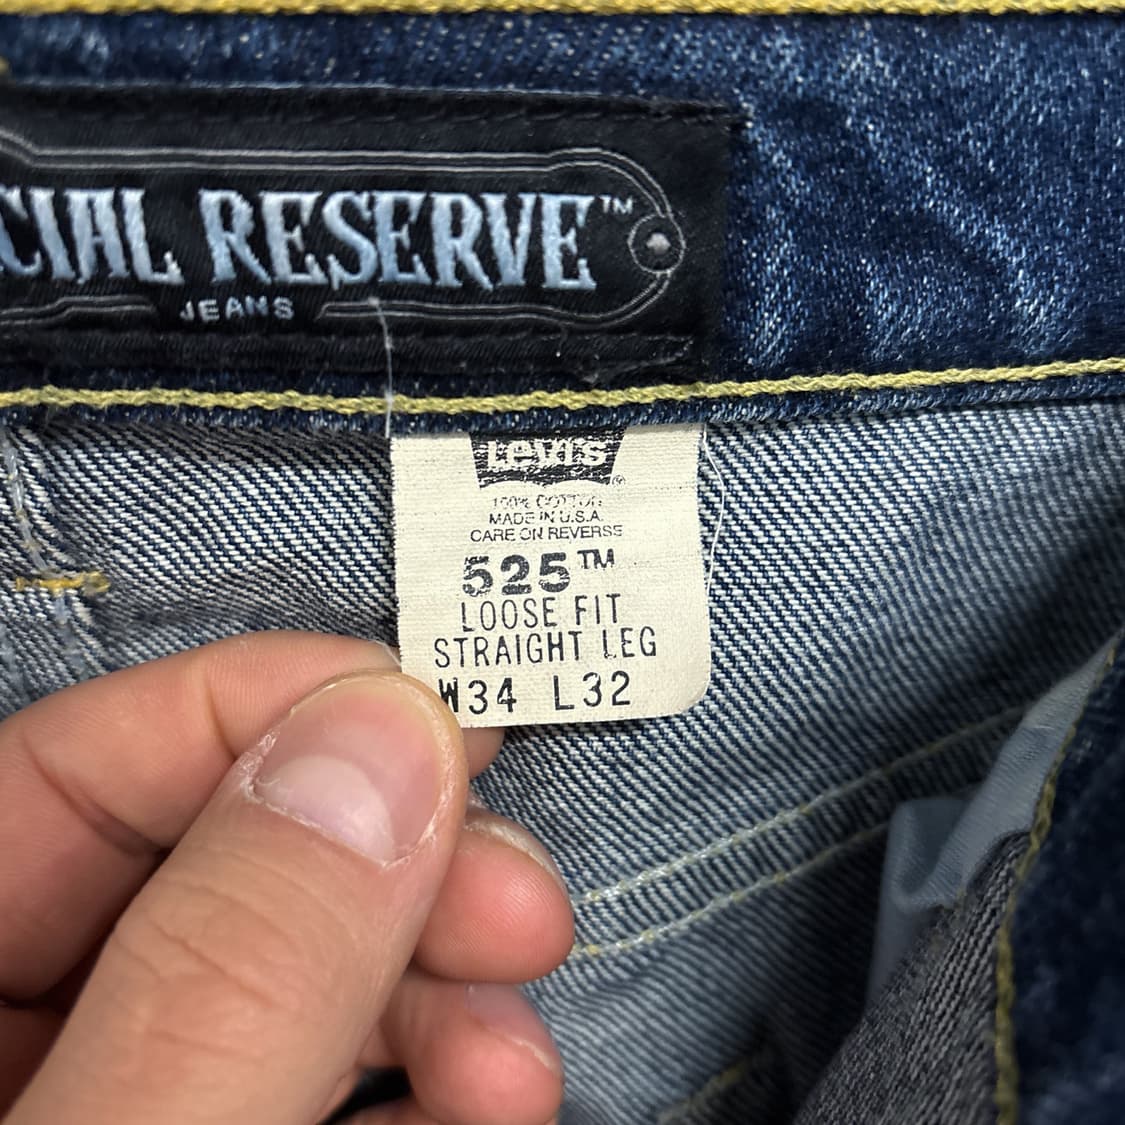 CIAL RESERVE™
JEANS
Levi's
®
100% COTTON
MADE IN U.S.A.
CARE ON REVERSE
525™
LOOSE FIT
STRAIGHT LEG
W34 L32